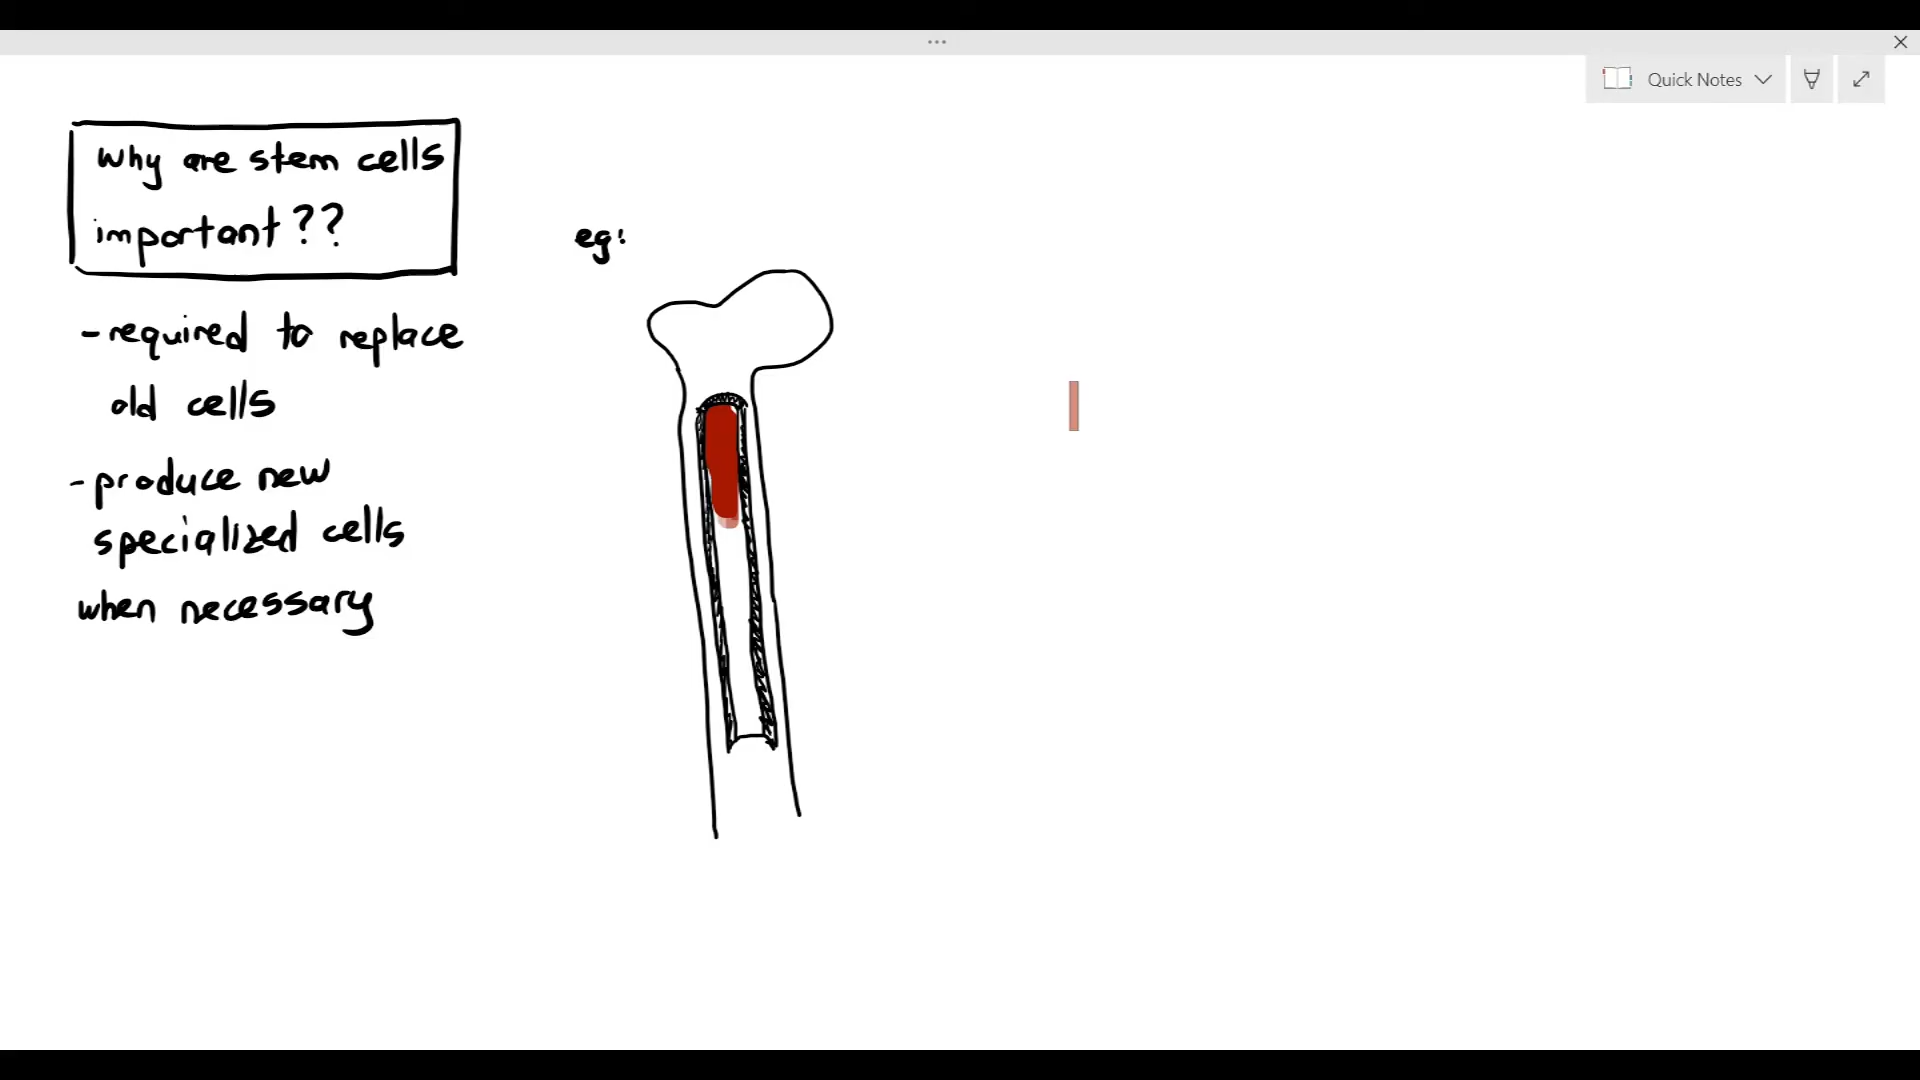 Quick Notes
Why are stem cells
important??
eg:
-required to replace
old cells
-produce new
specialized cells
when necessary